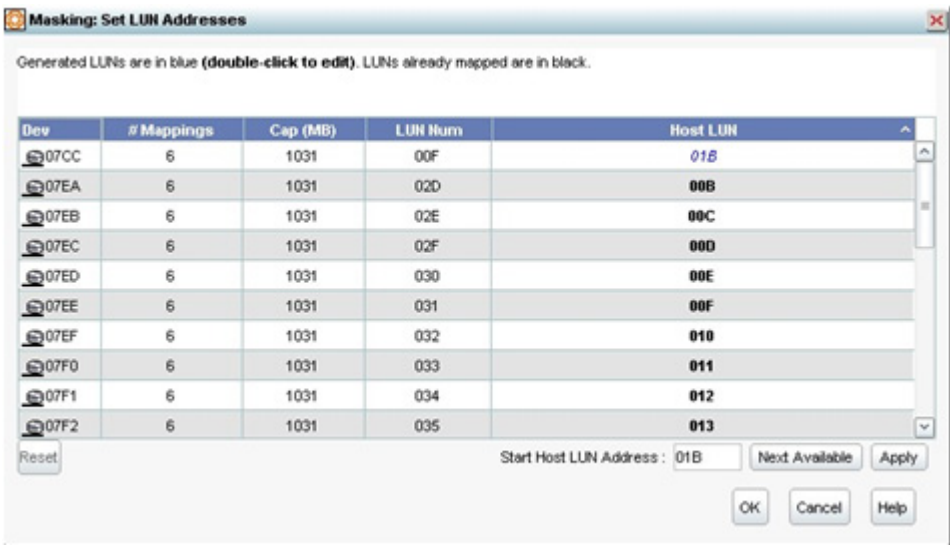 Masking: Set LUN Addresses
Generated LUNs are in blue (double-click to edit). LUNs already mapped are in black.
Dev # Mappings Cap (MB) LUN Num Host LUN
07CC 6 1031 00F 01B
07EA 6 1031 02D 00B
07EB 6 1031 02E 00C
07EC 6 1031 02F 00D
07ED 6 1031 030 00E
07EE 6 1031 031 00F
07EF 6 1031 032 010
07F0 6 1031 033 011
07F1 6 1031 034 012
07F2 6 1031 035 013
Reset Start Host LUN Address : 01B Next Available Apply
OK Cancel Help